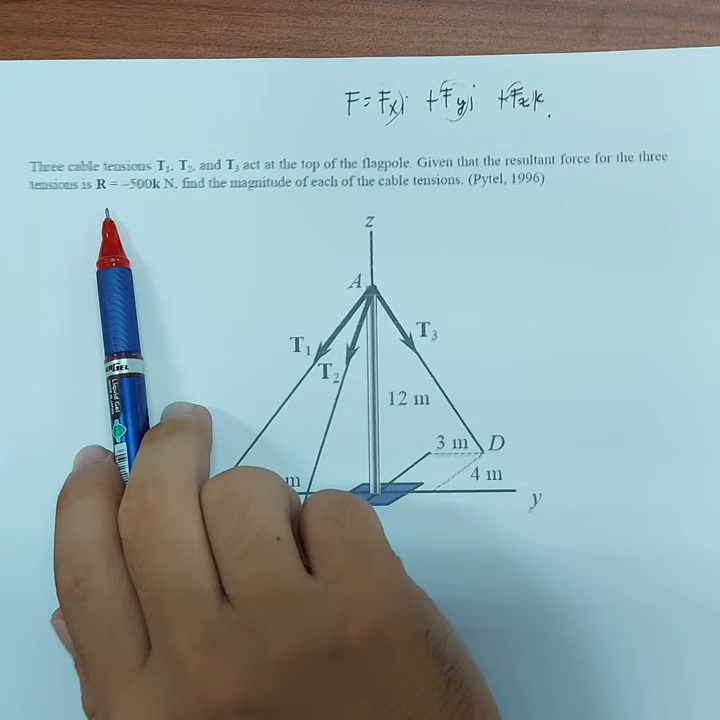 F = Fxi + Fyj + Fzk.
Three cable tensions T1, T2, and T3 act at the top of the flagpole. Given that the resultant force for the three
tensions is R = −500k N, find the magnitude of each of the cable tensions. (Pytel, 1996)
z
A
T1
T3
T2
12 m
3 m
D
m
4 m
y
Liquid Gel